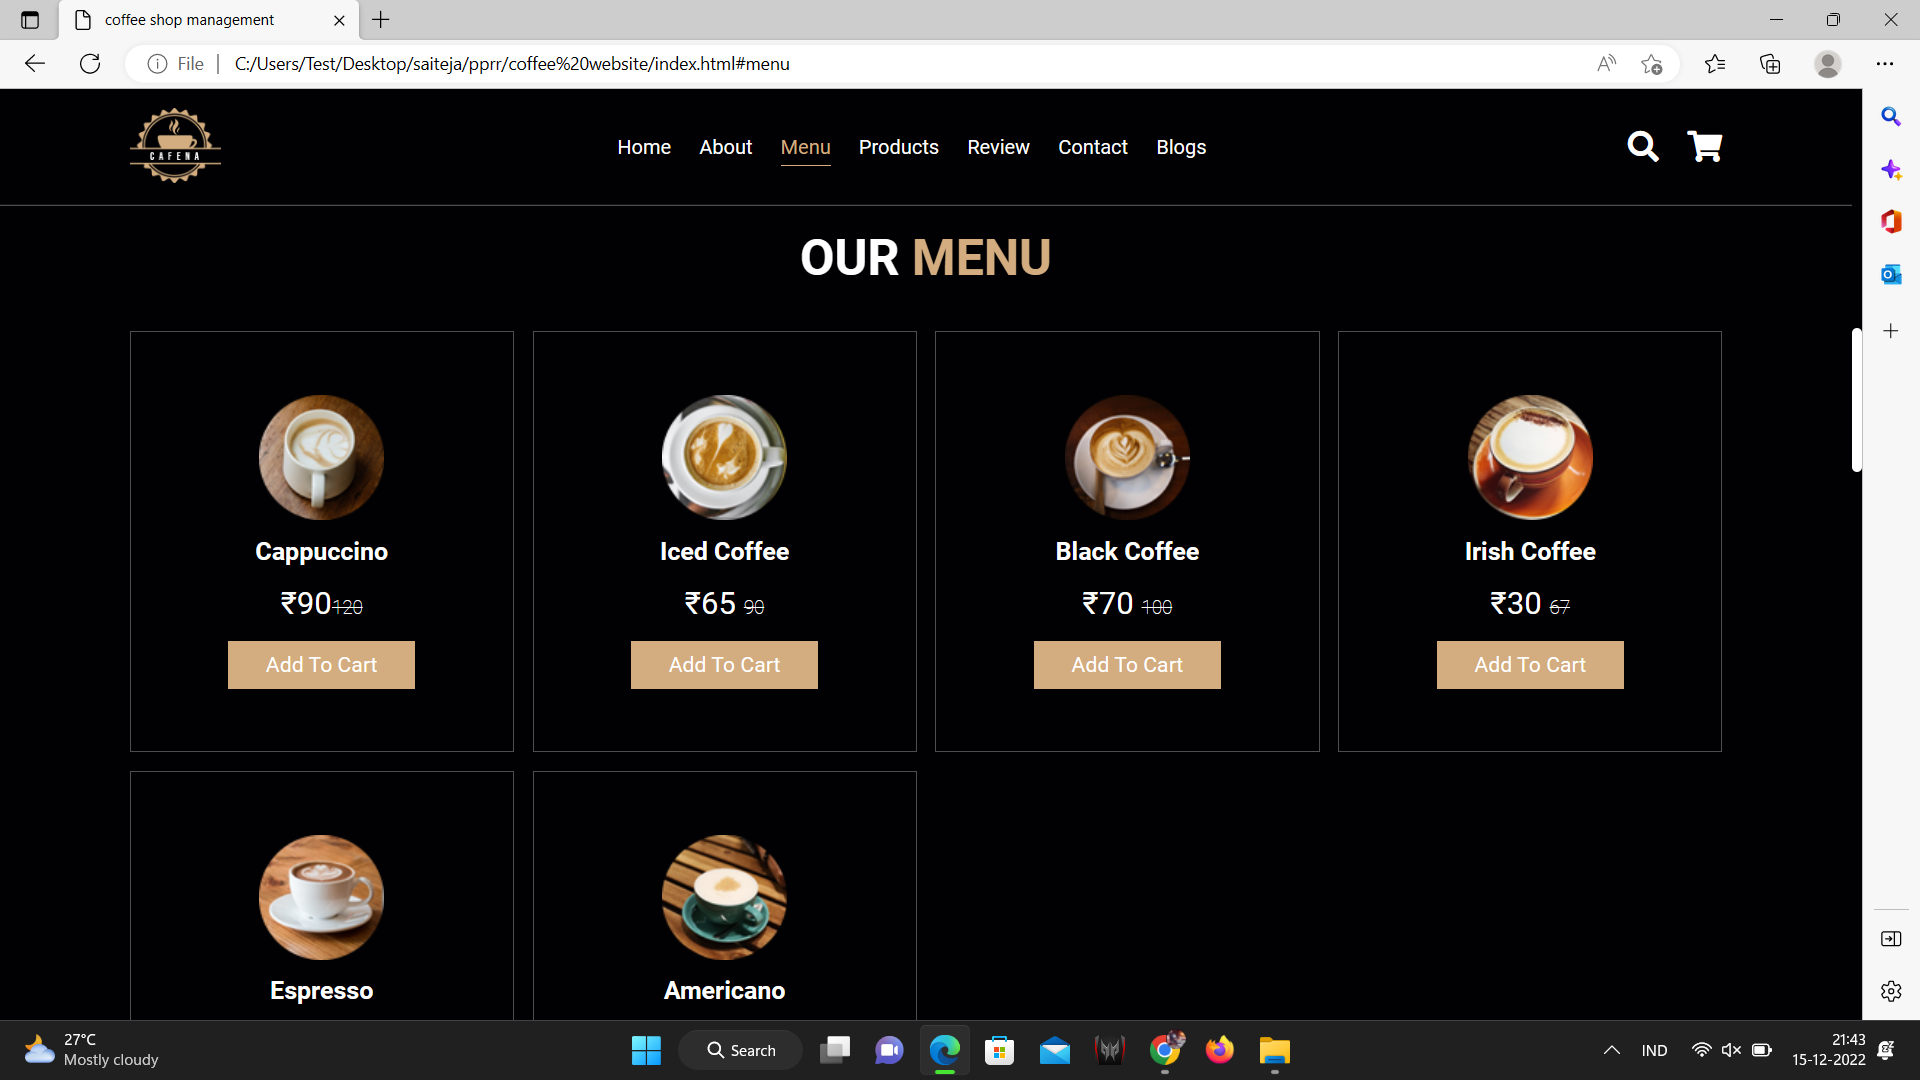 coffee shop management
File
C:/Users/Test/Desktop/saiteja/pprr/coffee%20website/index.html#menu
CAFENA
Home About Menu Products Review Contact Blogs
OUR MENU
Cappuccino
₹90120
Add To Cart
Iced Coffee
₹65 90
Add To Cart
Black Coffee
₹70 100
Add To Cart
Irish Coffee
₹30 67
Add To Cart
Espresso
Americano
27°C
Mostly cloudy
Search
IND
21:43
15-12-2022